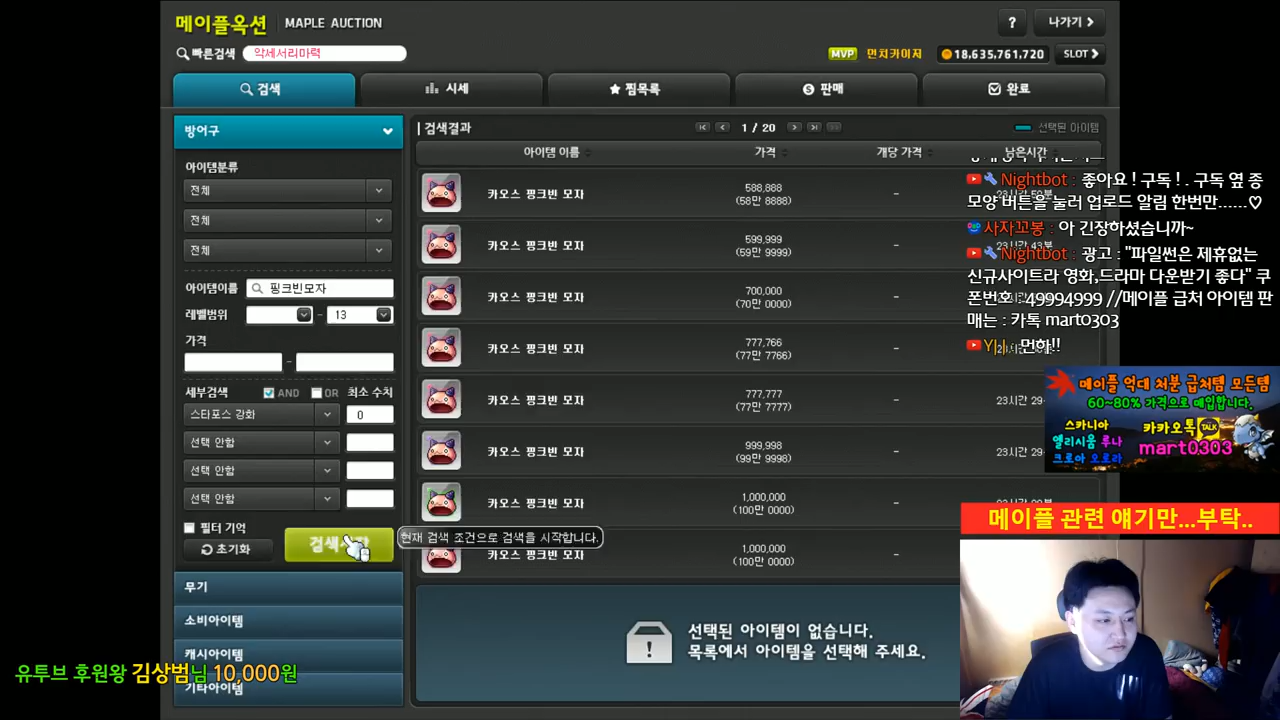 메이플옥션 MAPLE AUCTION
? 나가기
빠른검색 악세서리마력
MVP 먼치카이저 18,635,761,720 SLOT
검색 시세 찜목록 판매 완료
방어구
아이템분류
전체
전체
전체
아이템이름 핑크빈모자
레벨범위 - 13
가격
-
세부검색 AND OR 최소 수치
스타포스 강화 0
선택 안함
선택 안함
선택 안함
필터 기억
초기화
현재 검색 조건으로 검색을 시작합니다.
무기
소비아이템
캐시아이템
기타아이템
검색결과 1 / 20 선택된 아이템
아이템 이름 가격 개당 가격 남은시간
카오스 핑크빈 모자 588,888 -
(58만 8888)
카오스 핑크빈 모자 599,999 -
(59만 9999)
카오스 핑크빈 모자 700,000 -
(70만 0000)
카오스 핑크빈 모자 777,766 -
(77만 7766)
카오스 핑크빈 모자 777,777 - 23시간 29
(77만 7777)
카오스 핑크빈 모자 999,998 - 23시간 29
(99만 9998)
카오스 핑크빈 모자 1,000,000 -
(100만 0000)
카오스 핑크빈 모자 1,000,000 -
(100만 0000)
선택된 아이템이 없습니다.
목록에서 아이템을 선택해 주세요.
Nightbot : 좋아요 ! 구독 ! . 구독 옆 종
모양 버튼을 눌러 업로드 알림 한번만......♡
사자꼬봉 : 아 긴장하셨습니까~
Nightbot : 광고 : "파일썬은 제휴없는
신규사이트라 영화,드라마 다운받기 좋다" 쿠
폰번호 : 49994999 //메이플 급처 아이템 판
매는 : 카톡 mart0303
먼하!!
메이플 억대 처분 급처템 모든템
60~80% 가격으로 매입합니다.
스카니아
엘리시움 루나
크로아 오로라
카카오톡 TALK
mart0303
메이플 관련 얘기만...부탁..
유투브 후원왕 김상범님 10,000원